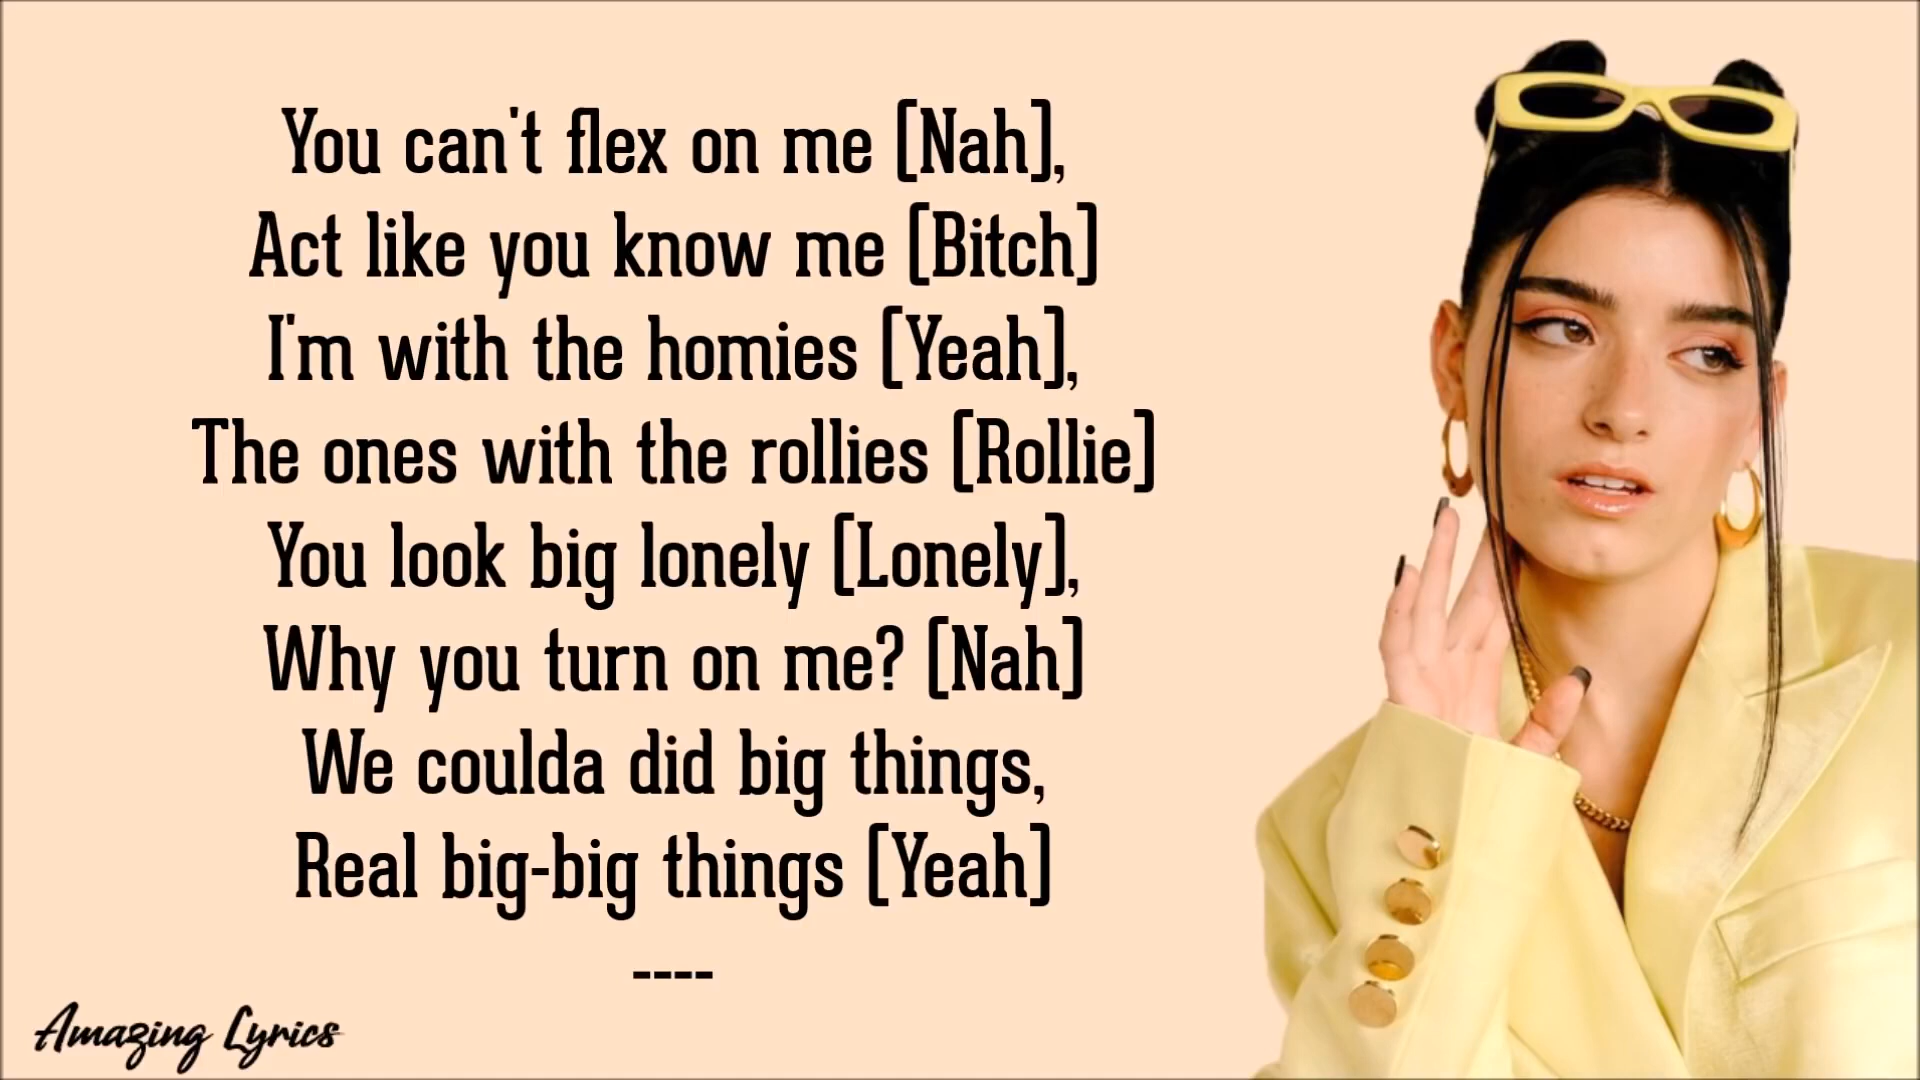 You can't flex on me [Nah],
Act like you know me [Bitch]
I'm with the homies [Yeah],
The ones with the rollies [Rollie]
You look big lonely [Lonely],
Why you turn on me? [Nah]
We coulda did big things,
Real big-big things [Yeah]
----
Amazing Lyrics